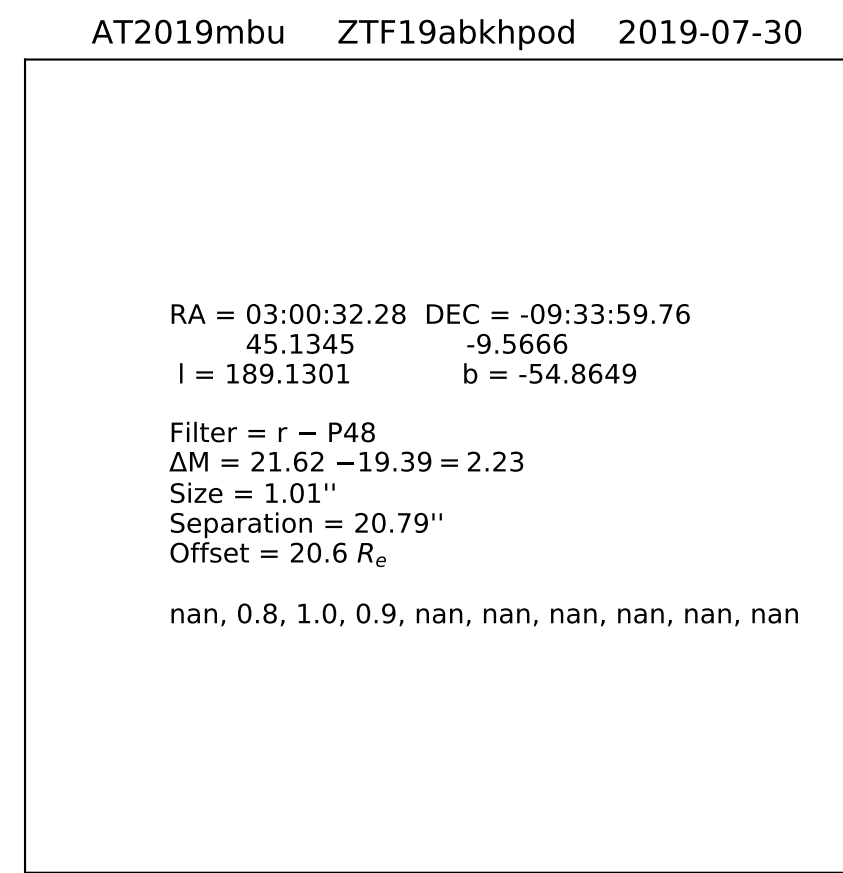 AT2019mbu ZTF19abkhpod 2019-07-30
RA = 03:00:32.28 DEC = -09:33:59.76
45.1345 -9.5666
l = 189.1301 b = -54.8649
Filter = r − P48
ΔM = 21.62 −19.39 = 2.23
Size = 1.01''
Separation = 20.79''
Offset = 20.6 Rₑ
nan, 0.8, 1.0, 0.9, nan, nan, nan, nan, nan, nan